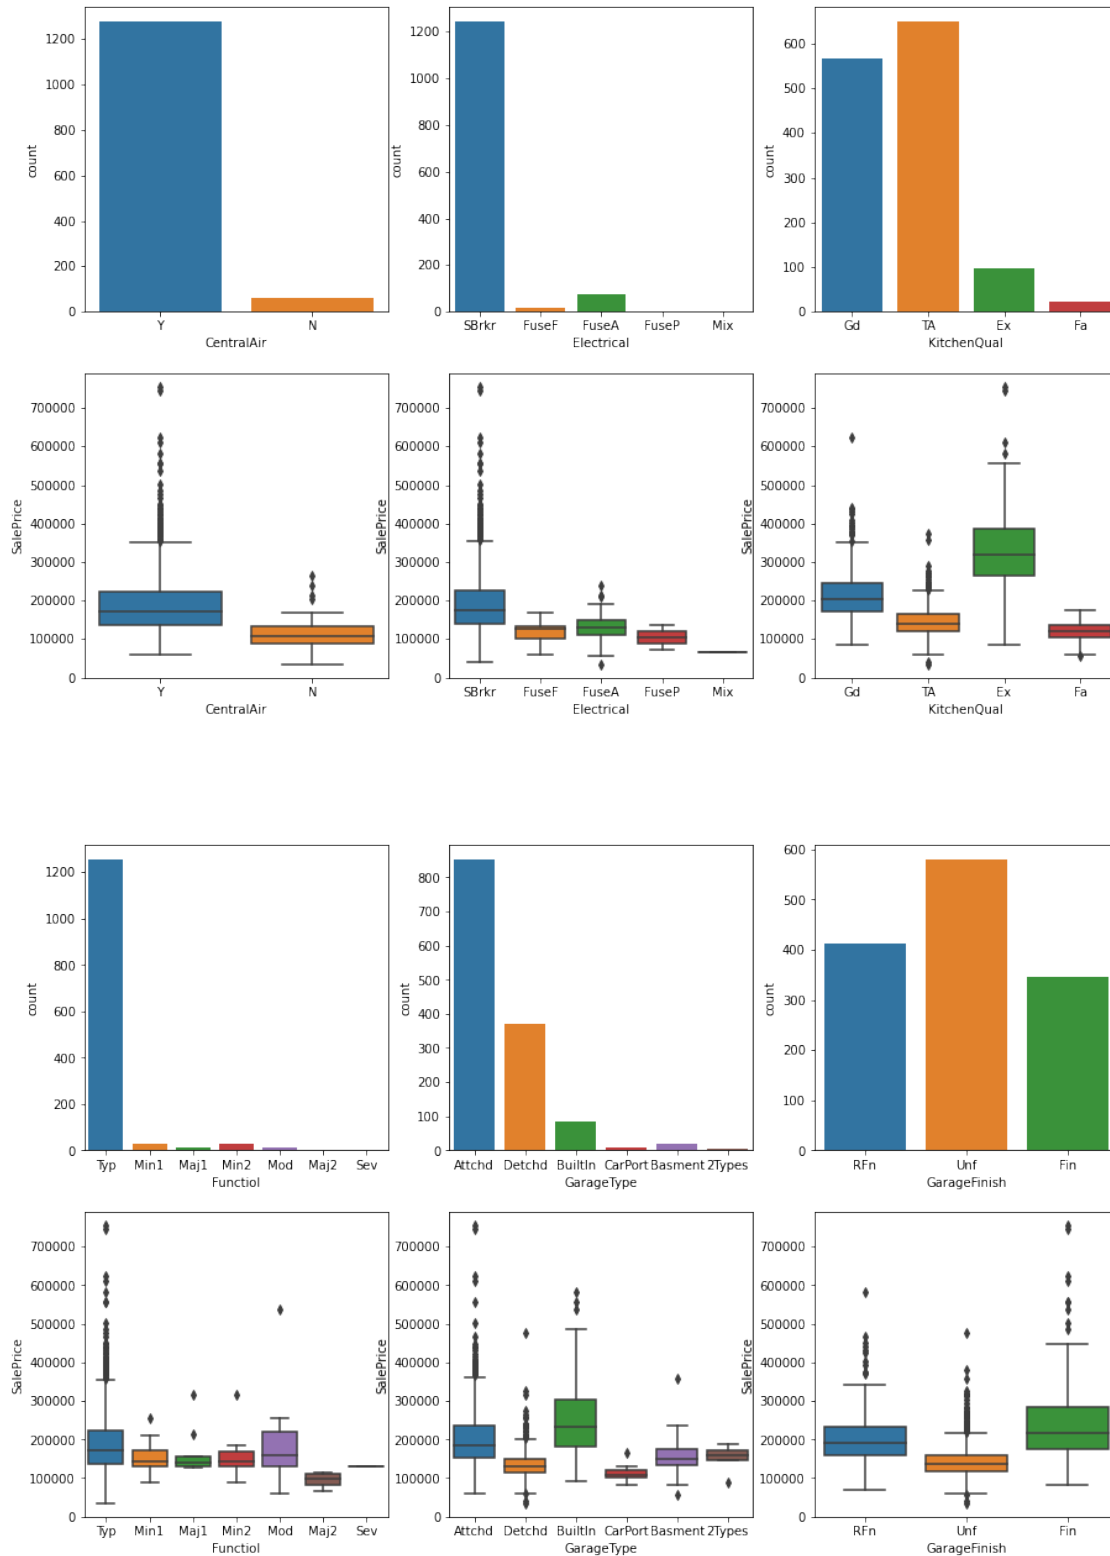 count
1200
1000
800
600
400
200
0
Y N
CentralAir
count
1200
1000
800
600
400
200
0
SBrkr FuseF FuseA FuseP Mix
Electrical
count
600
500
400
300
200
100
0
Gd TA Ex Fa
KitchenQual
SalePrice
700000
600000
500000
400000
300000
200000
100000
0
Y N
CentralAir
SalePrice
700000
600000
500000
400000
300000
200000
100000
0
SBrkr FuseF FuseA FuseP Mix
Electrical
SalePrice
700000
600000
500000
400000
300000
200000
100000
0
Gd TA Ex Fa
KitchenQual
count
1200
1000
800
600
400
200
0
Typ Min1 Maj1 Min2 Mod Maj2 Sev
Functiol
count
800
700
600
500
400
300
200
100
0
Attchd Detchd BuiltIn CarPort Basment 2Types
GarageType
count
600
500
400
300
200
100
0
RFn Unf Fin
GarageFinish
SalePrice
700000
600000
500000
400000
300000
200000
100000
0
Typ Min1 Maj1 Min2 Mod Maj2 Sev
Functiol
SalePrice
700000
600000
500000
400000
300000
200000
100000
0
Attchd Detchd BuiltIn CarPort Basment 2Types
GarageType
SalePrice
700000
600000
500000
400000
300000
200000
100000
0
RFn Unf Fin
GarageFinish